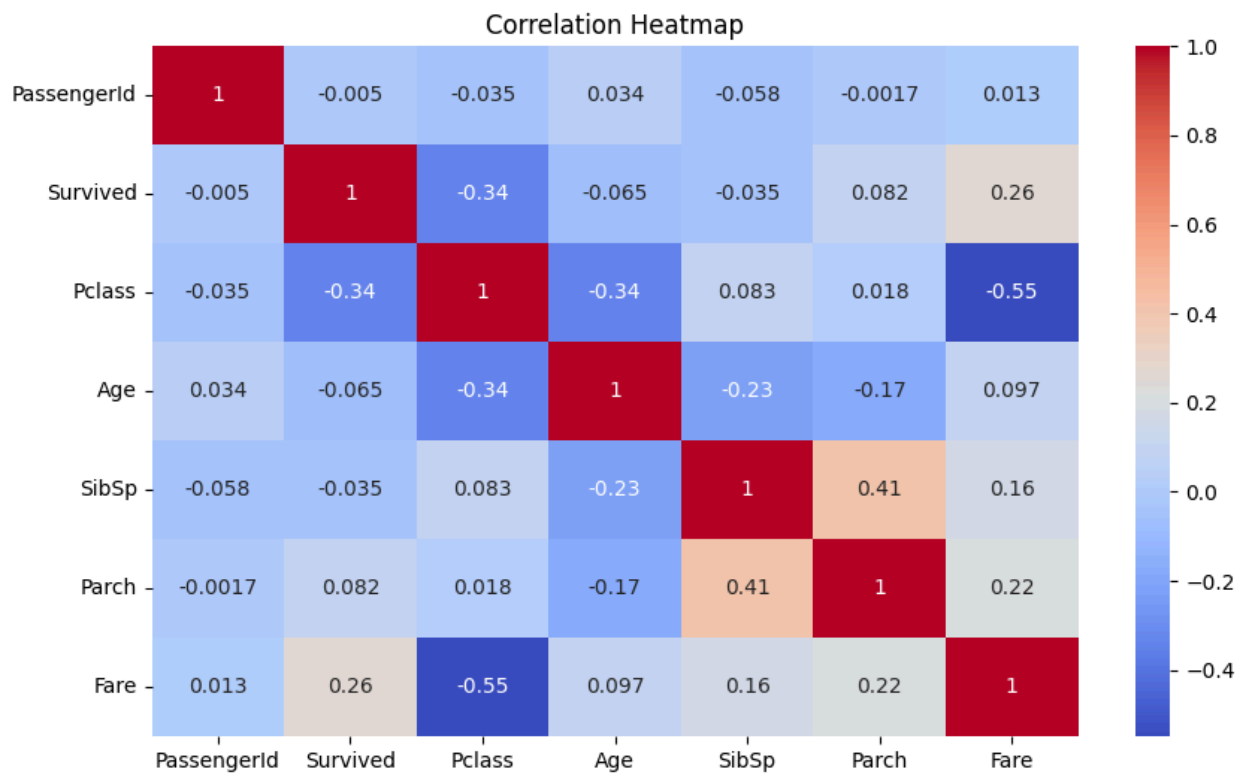 Correlation Heatmap
PassengerId 1 -0.005 -0.035 0.034 -0.058 -0.0017 0.013
Survived -0.005 1 -0.34 -0.065 -0.035 0.082 0.26
Pclass -0.035 -0.34 1 -0.34 0.083 0.018 -0.55
Age 0.034 -0.065 -0.34 1 -0.23 -0.17 0.097
SibSp -0.058 -0.035 0.083 -0.23 1 0.41 0.16
Parch -0.0017 0.082 0.018 -0.17 0.41 1 0.22
Fare 0.013 0.26 -0.55 0.097 0.16 0.22 1
PassengerId Survived Pclass Age SibSp Parch Fare
1.0
0.8
0.6
0.4
0.2
0.0
−0.2
−0.4